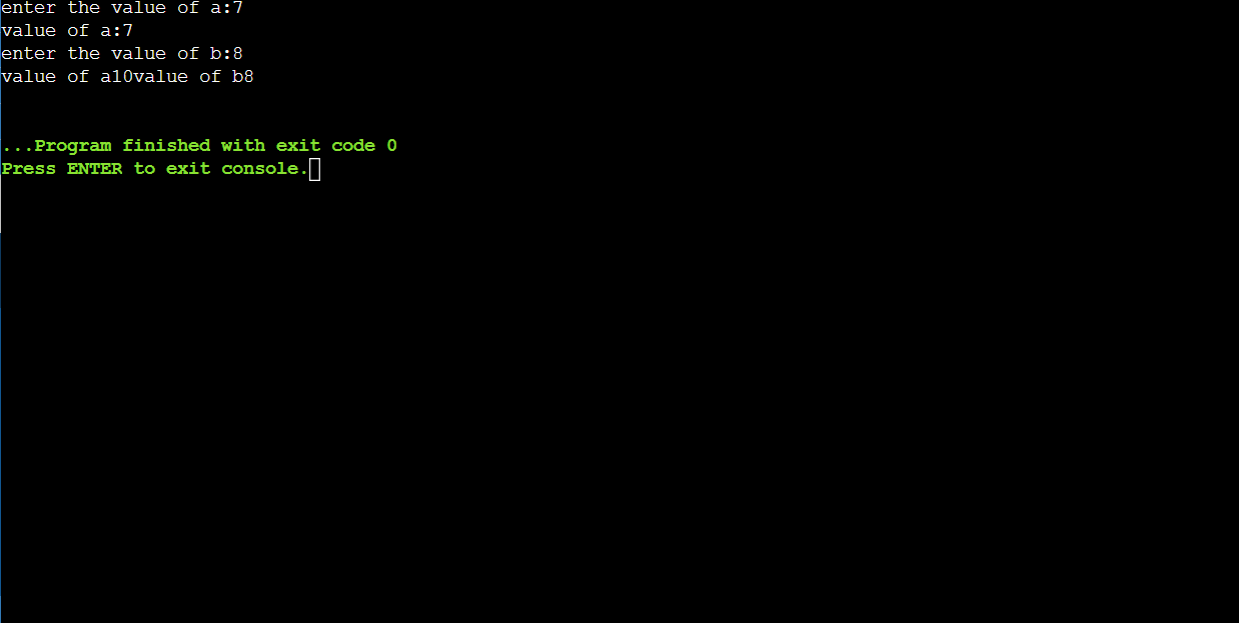 enter the value of a:7
value of a:7
enter the value of b:8
value of a10value of b8
...Program finished with exit code 0
Press ENTER to exit console.